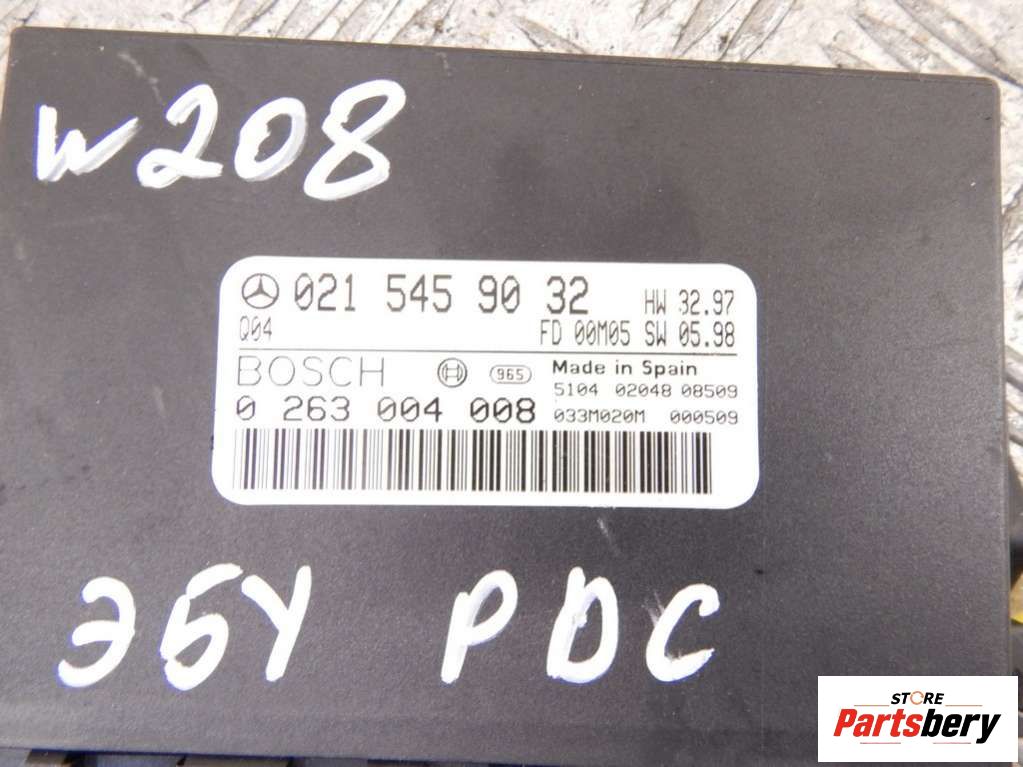 W208
021 545 90 32 HW 32.97
Q04 FD 00M05 SW 05.98
BOSCH 965 Made in Spain
5104 02048 08509
0 263 004 008 033M020M 000509
ЭБУ PDC
STORE
Partsbery